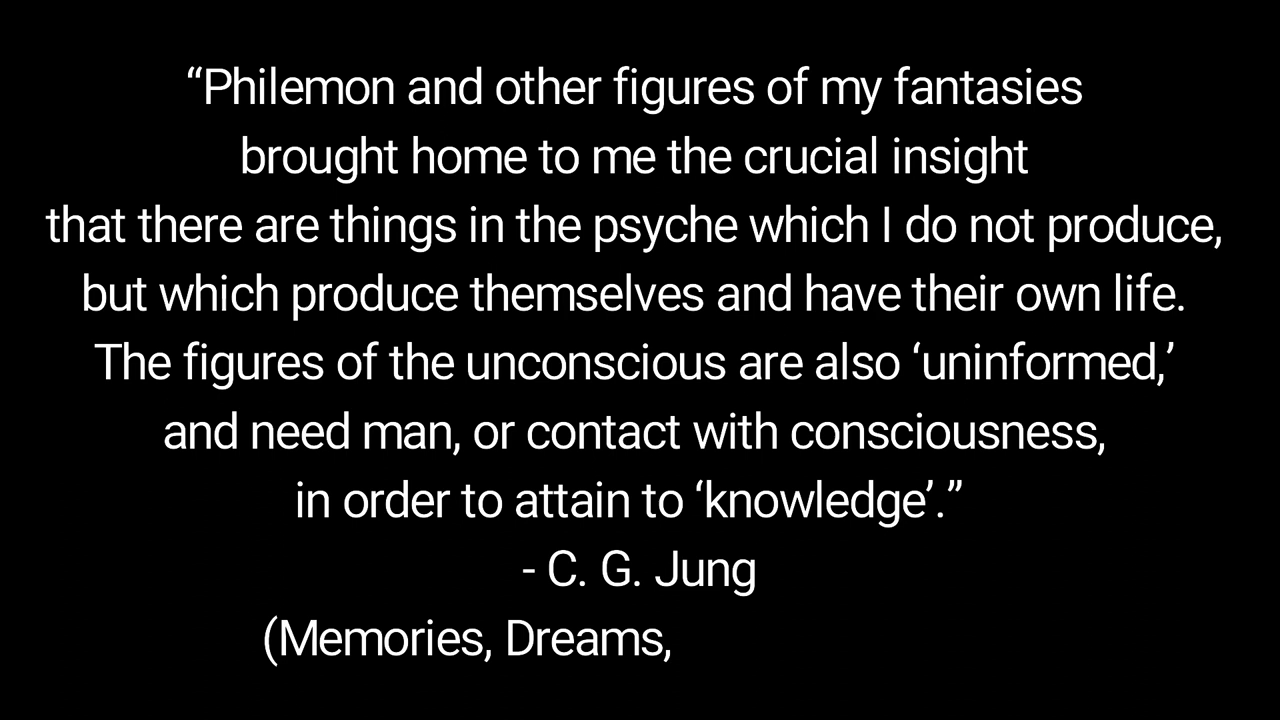 “Philemon and other figures of my fantasies
brought home to me the crucial insight
that there are things in the psyche which I do not produce,
but which produce themselves and have their own life.
The figures of the unconscious are also ‘uninformed,’
and need man, or contact with consciousness,
in order to attain to ‘knowledge’.”
- C. G. Jung
(Memories, Dreams,